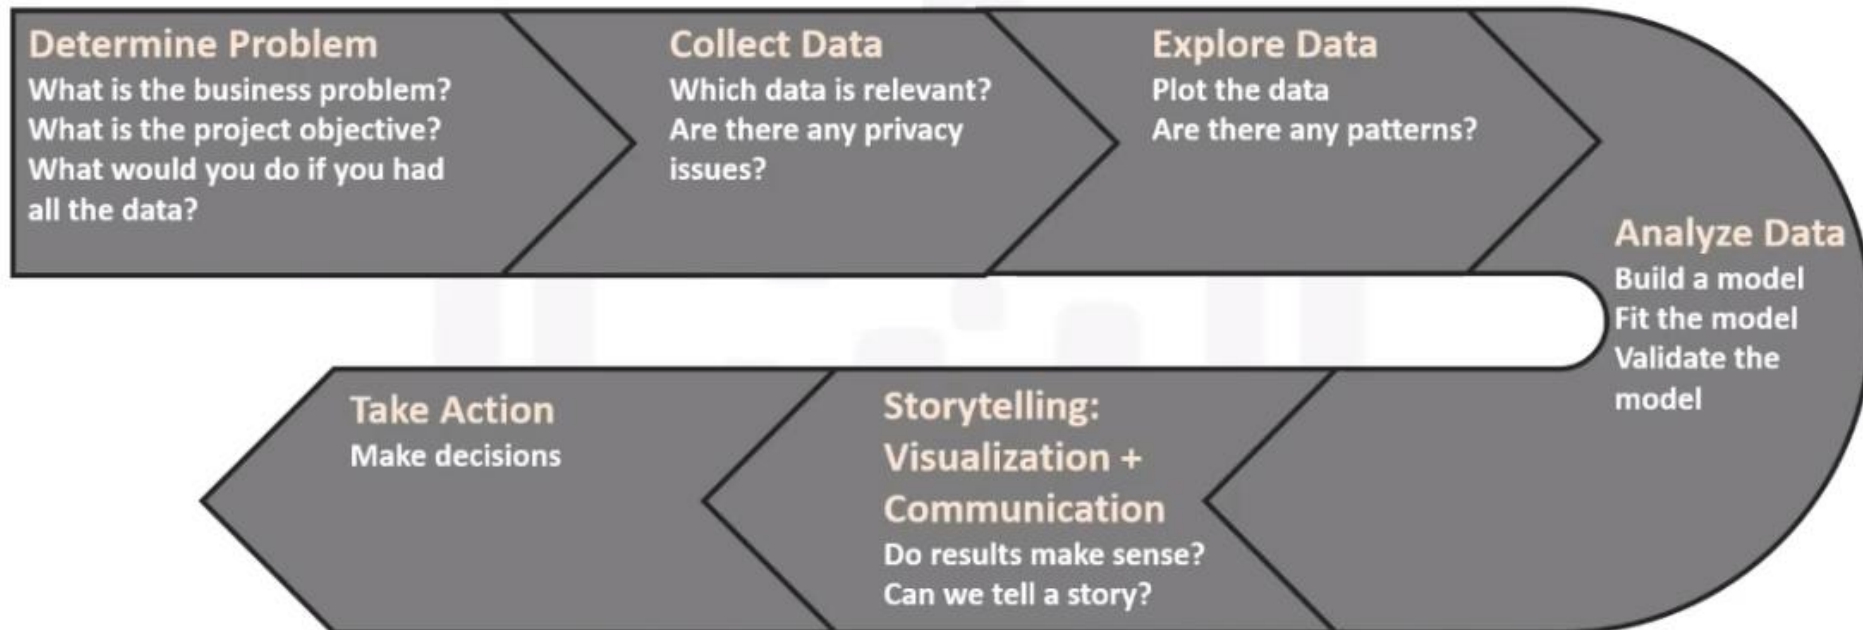 Determine Problem
What is the business problem?
What is the project objective?
What would you do if you had
all the data?
Collect Data
Which data is relevant?
Are there any privacy
issues?
Explore Data
Plot the data
Are there any patterns?
Analyze Data
Build a model
Fit the model
Validate the
model
Storytelling:
Visualization +
Communication
Do results make sense?
Can we tell a story?
Take Action
Make decisions